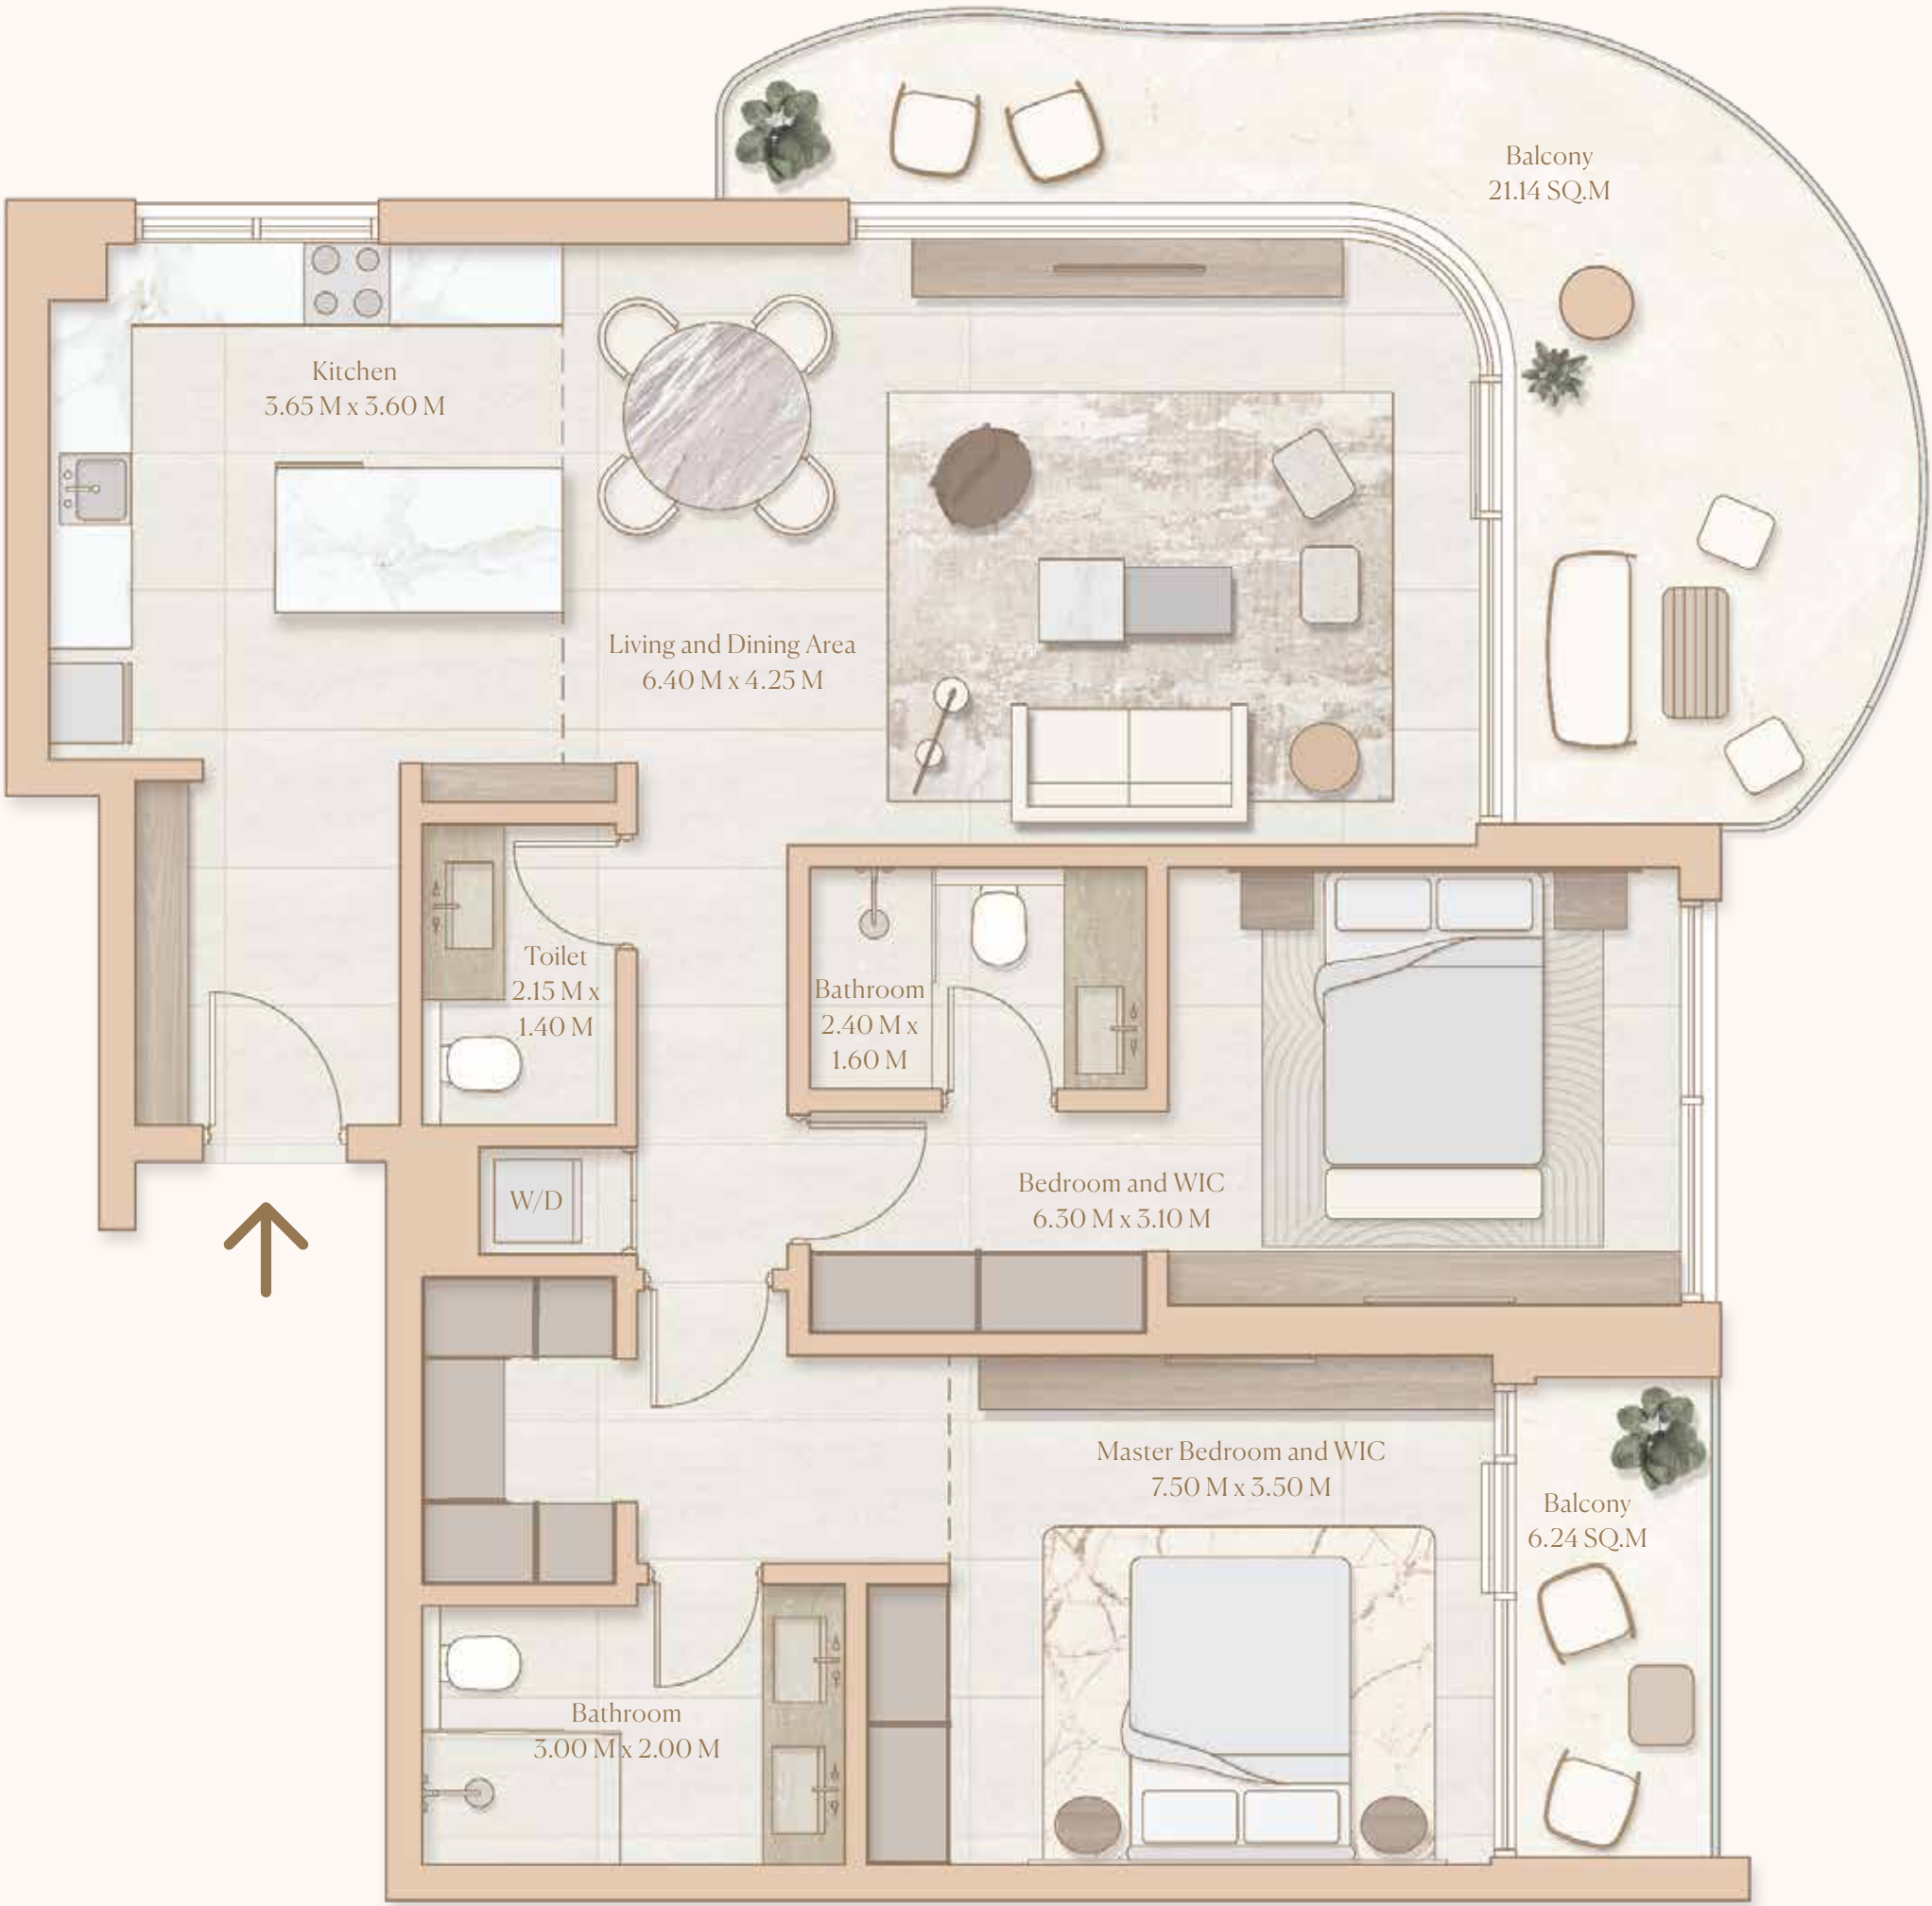 Balcony
21.14 SQ.M
Kitchen
3.65 M x 3.60 M
Living and Dining Area
6.40 M x 4.25 M
Toilet
2.15 M x
1.40 M
Bathroom
2.40 M x
1.60 M
W/D
Bedroom and WIC
6.30 M x 3.10 M
Master Bedroom and WIC
7.50 M x 3.50 M
Balcony
6.24 SQ.M
Bathroom
3.00 M x 2.00 M